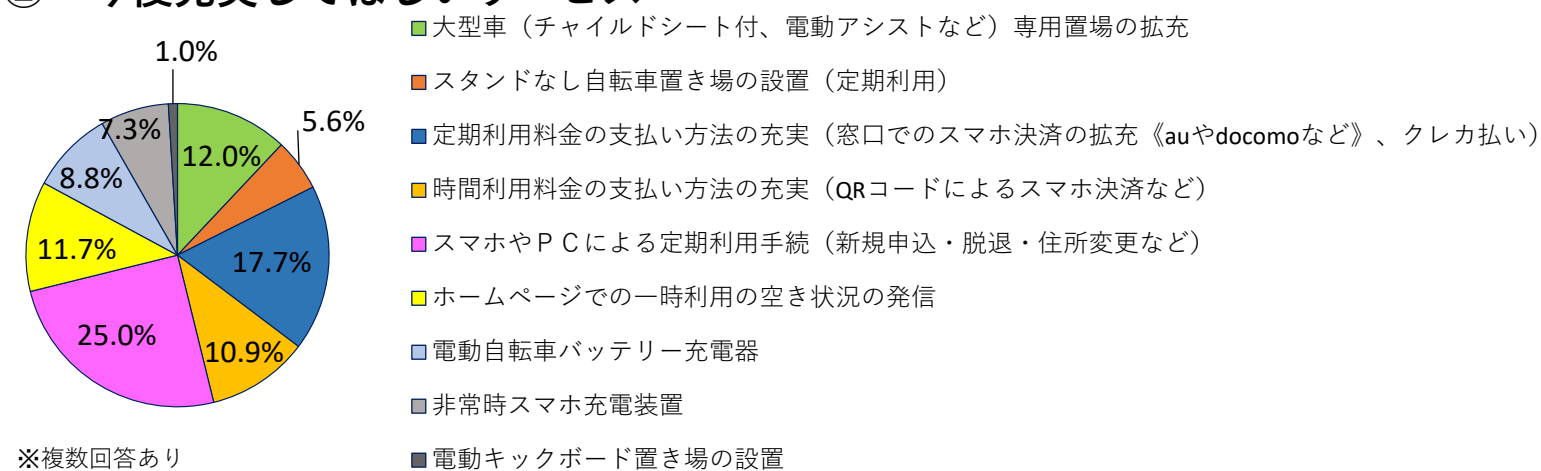 大型車（チャイルドシート付、電動アシストなど）専用置場の拡充
スタンドなし自転車置き場の設置（定期利用）
定期利用料金の支払い方法の充実（窓口でのスマホ決済の拡充《auやdocomoなど》、クレカ払い）
時間利用料金の支払い方法の充実（QRコードによるスマホ決済など）
スマホやＰＣによる定期利用手続（新規申込・脱退・住所変更など）
ホームページでの一時利用の空き状況の発信
電動自転車バッテリー充電器
非常時スマホ充電装置
電動キックボード置き場の設置
1.0%
5.6%
7.3%
12.0%
8.8%
11.7%
17.7%
25.0%
10.9%
※複数回答あり